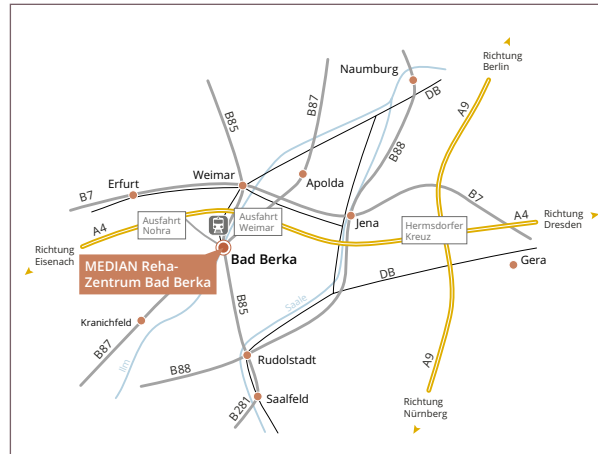 Richtung
Berlin
Naumburg
DB
A9
B87
B85
B88
Weimar
Erfurt
Apolda
B7
B7
Jena
Ausfahrt
Nohra
Ausfahrt
Weimar
Hermsdorfer
Kreuz
A4
A4
Richtung
Dresden
Richtung
Eisenach
Bad Berka
MEDIAN Reha-
Zentrum Bad Berka
Gera
DB
B85
Saale
Kranichfeld
B87
Ilm
B88
Rudolstadt
A9
Saalfeld
B281
Richtung
Nürnberg